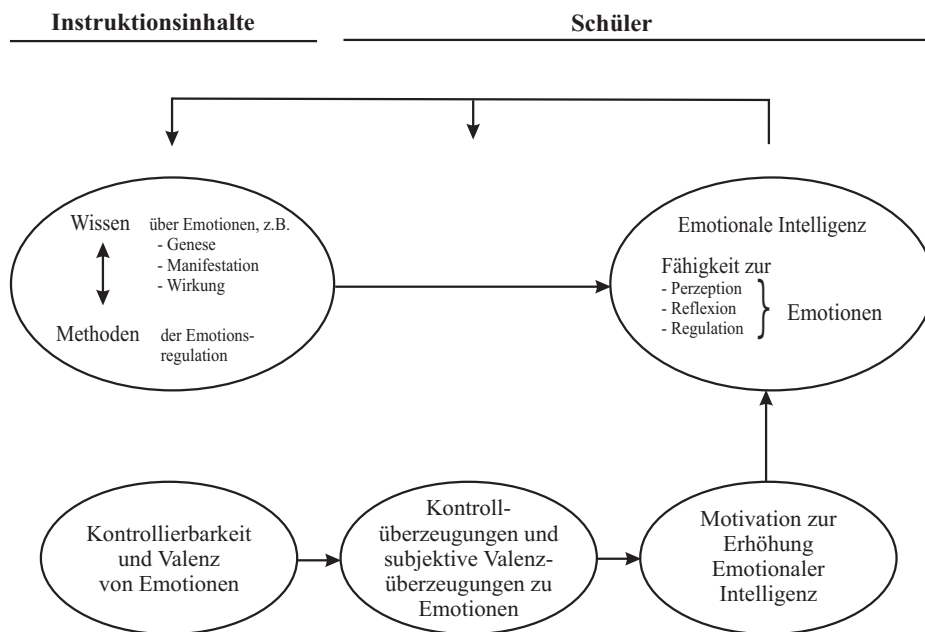 Instruktionsinhalte
Schüler
Wissen
über Emotionen, z.B.
- Genese
- Manifestation
- Wirkung
Methoden
der Emotions-
regulation
Emotionale Intelligenz
Fähigkeit zur
- Perzeption
- Reflexion
- Regulation
Emotionen
Kontrollierbarkeit
und Valenz
von Emotionen
Kontroll-
überzeugungen und
subjektive Valenz-
überzeugungen zu
Emotionen
Motivation zur
Erhöhung
Emotionaler
Intelligenz